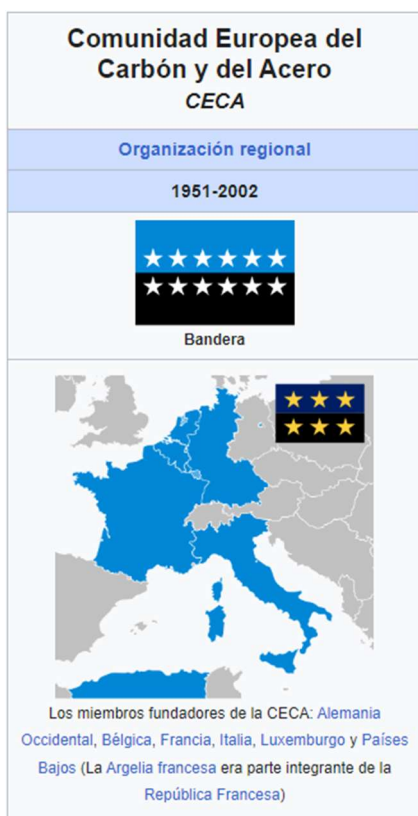 Comunidad Europea del
Carbón y del Acero
CECA
Organización regional
1951-2002
Bandera
Los miembros fundadores de la CECA: Alemania
Occidental, Bélgica, Francia, Italia, Luxemburgo y Países
Bajos (La Argelia francesa era parte integrante de la
República Francesa)